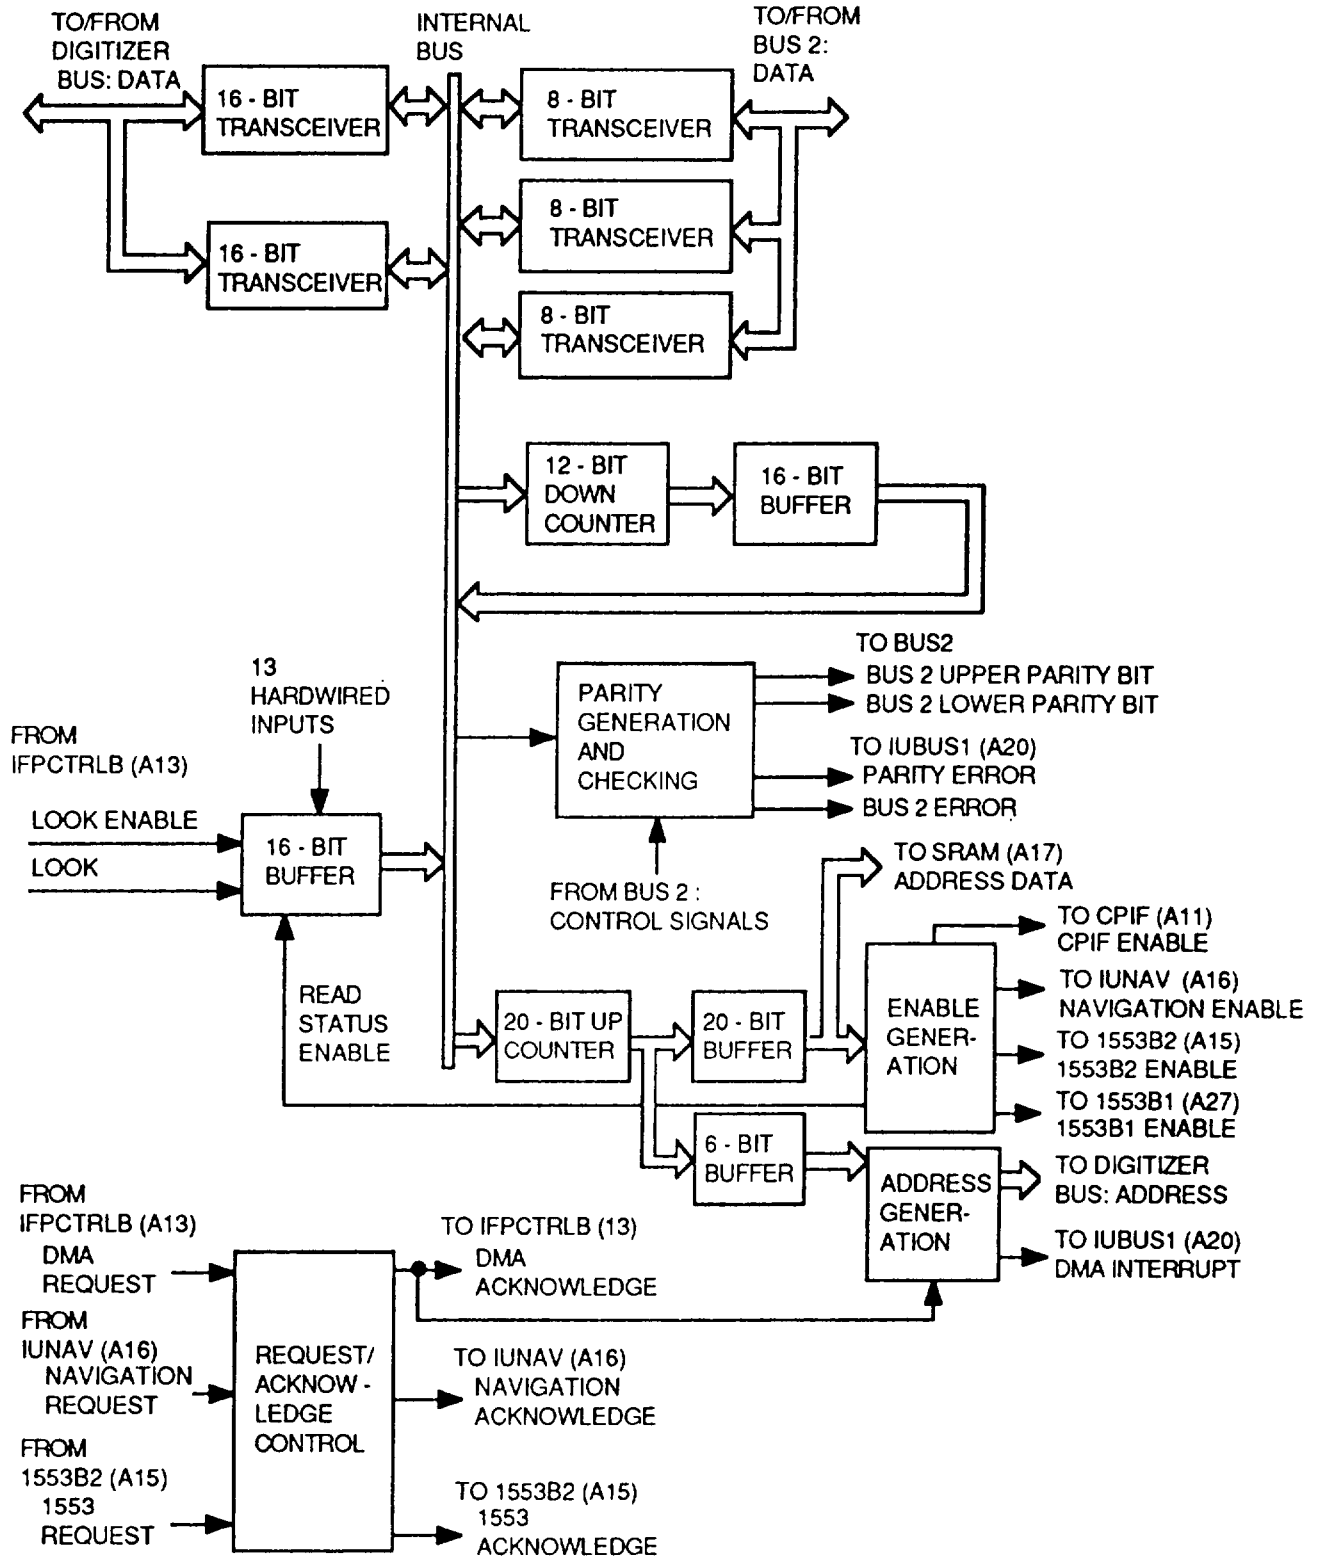 TO/FROM
DIGITIZER
BUS: DATA
INTERNAL
BUS
TO/FROM
BUS 2:
DATA
16 - BIT
TRANSCEIVER
8 - BIT
TRANSCEIVER
8 - BIT
TRANSCEIVER
16 - BIT
TRANSCEIVER
8 - BIT
TRANSCEIVER
12 - BIT
DOWN
COUNTER
16 - BIT
BUFFER
13
HARDWIRED
INPUTS
FROM
IFPCTRLB (A13)
LOOK ENABLE
LOOK
16 - BIT
BUFFER
PARITY
GENERATION
AND
CHECKING
TO BUS2
BUS 2 UPPER PARITY BIT
BUS 2 LOWER PARITY BIT
TO IUBUS1 (A20)
PARITY ERROR
BUS 2 ERROR
FROM BUS 2 :
CONTROL SIGNALS
TO SRAM (A17)
ADDRESS DATA
READ
STATUS
ENABLE
20 - BIT UP
COUNTER
20 - BIT
BUFFER
ENABLE
GENER-
ATION
TO CPIF (A11)
CPIF ENABLE
TO IUNAV (A16)
NAVIGATION ENABLE
TO 1553B2 (A15)
1553B2 ENABLE
TO 1553B1 (A27)
1553B1 ENABLE
6 - BIT
BUFFER
ADDRESS
GENER-
ATION
TO DIGITIZER
BUS: ADDRESS
TO IUBUS1 (A20)
DMA INTERRUPT
FROM
IFPCTRLB (A13)
DMA
REQUEST
FROM
IUNAV (A16)
NAVIGATION
REQUEST
FROM
1553B2 (A15)
1553
REQUEST
REQUEST/
ACKNOW -
LEDGE
CONTROL
TO IFPCTRLB (13)
DMA
ACKNOWLEDGE
TO IUNAV (A16)
NAVIGATION
ACKNOWLEDGE
TO 1553B2 (A15)
1553
ACKNOWLEDGE